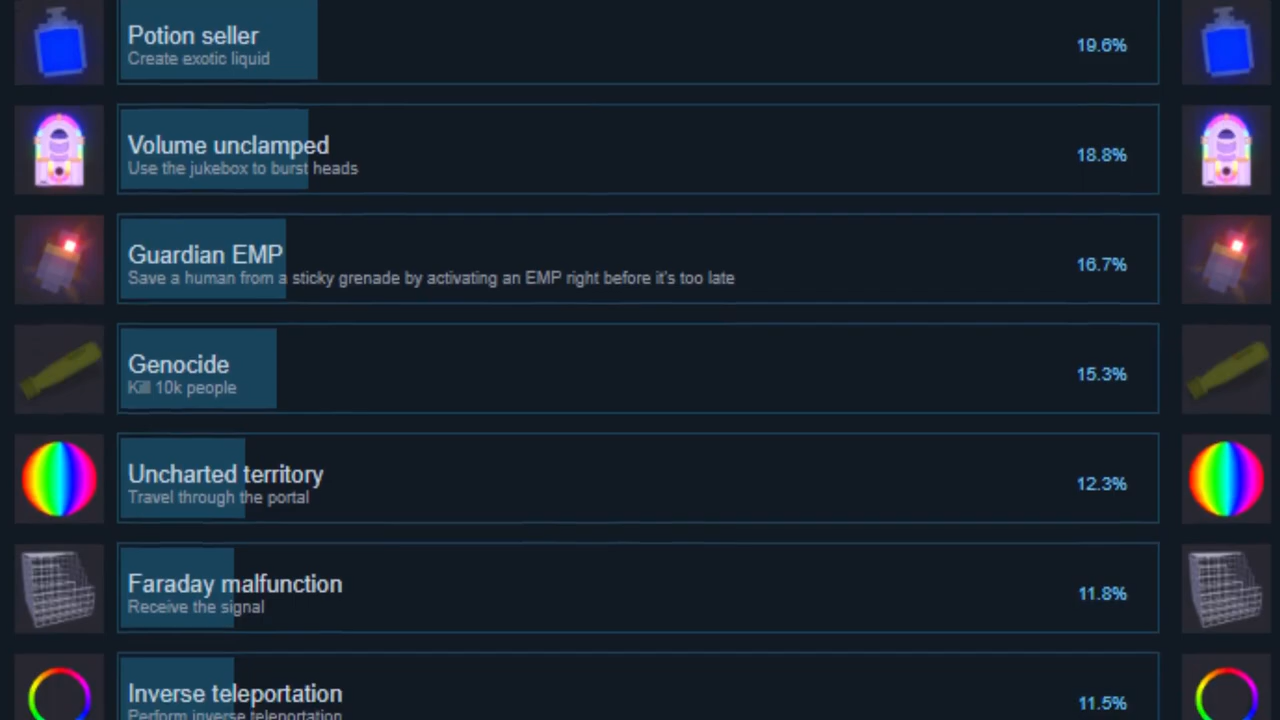 Potion seller
Create exotic liquid
19.6%
Volume unclamped
Use the jukebox to burst heads
18.8%
Guardian EMP
Save a human from a sticky grenade by activating an EMP right before it's too late
16.7%
Genocide
Kill 10k people
15.3%
Uncharted territory
Travel through the portal
12.3%
Faraday malfunction
Receive the signal
11.8%
Inverse teleportation
Perform inverse teleportation
11.5%